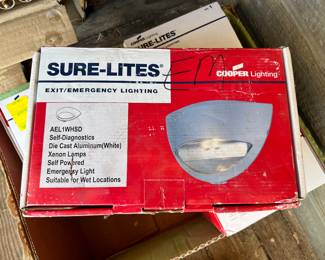 SURE-LITES
SURE-LITES®
EM
COOPER Lighting
EXIT/EMERGENCY LIGHTING
AEL1WHSD
Self-Diagnostics
Die Cast Aluminum(White)
Xenon Lamps
Self Powered
Emergency Light
Suitable for Wet Locations